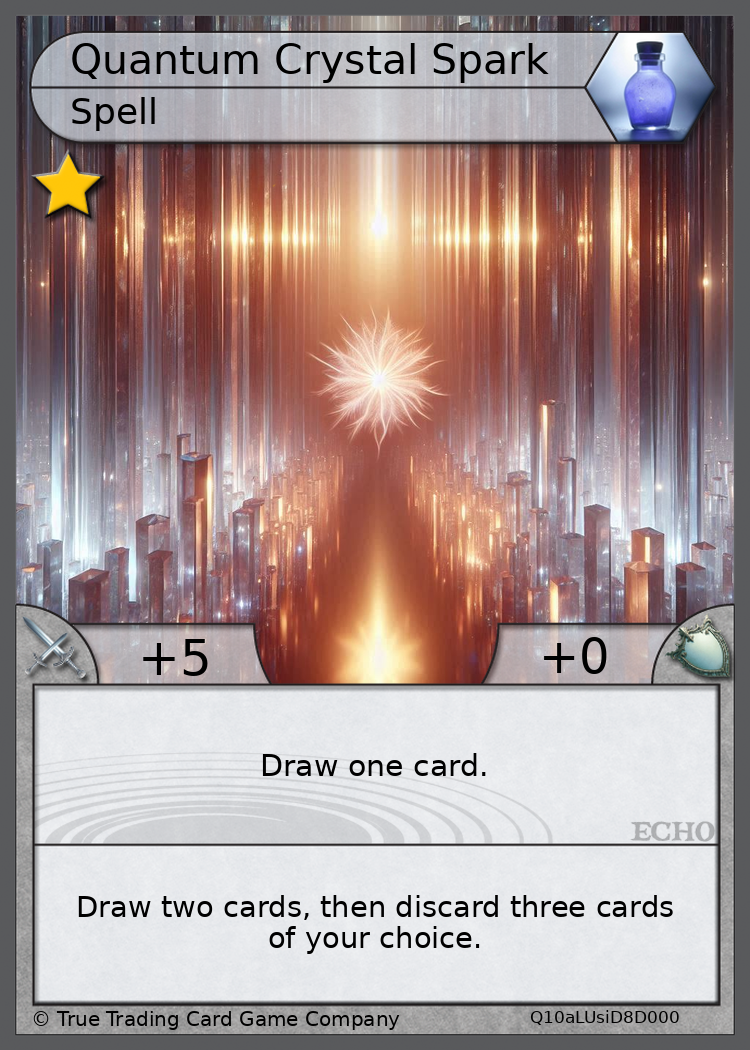 Quantum Crystal Spark
Spell
+5
+0
Draw one card.
ECHO
Draw two cards, then discard three cards
of your choice.
© True Trading Card Game Company
Q10aLUsiD8D000